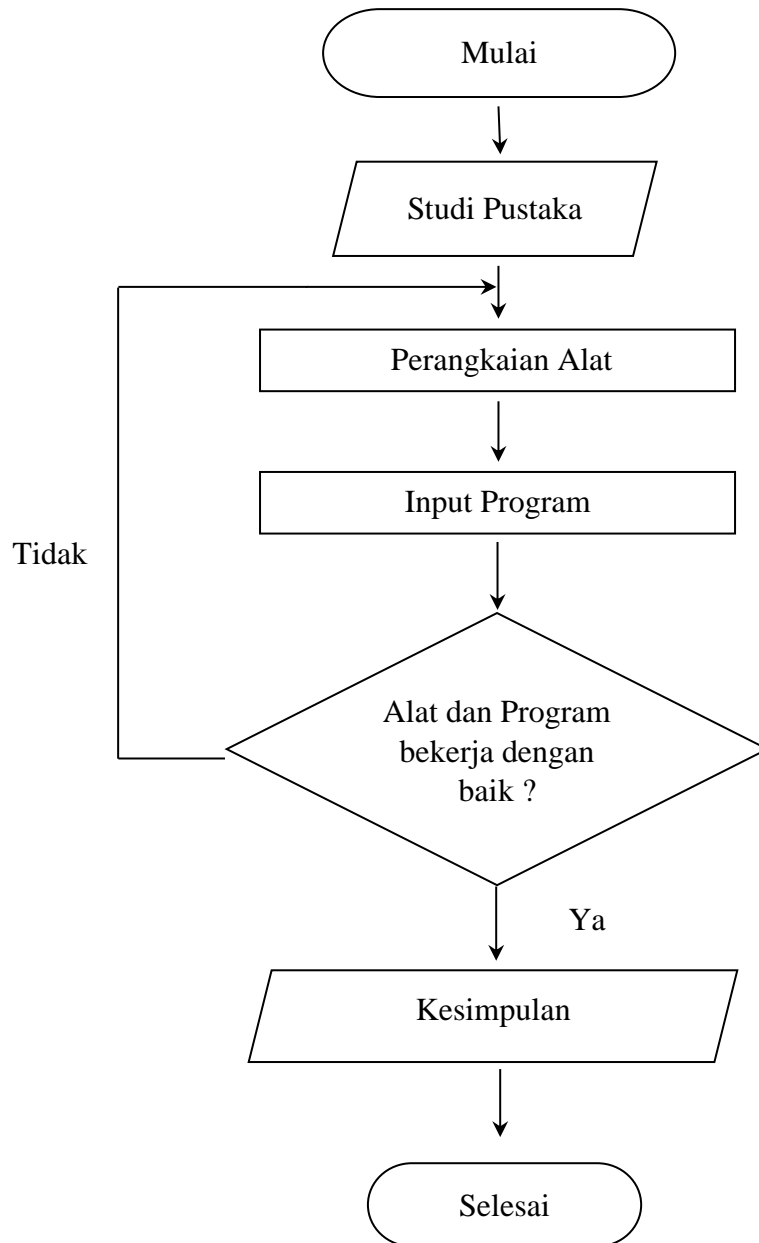 Mulai
Studi Pustaka
Perangkaian Alat
Input Program
Tidak
Alat dan Program
bekerja dengan
baik ?
Ya
Kesimpulan
Selesai